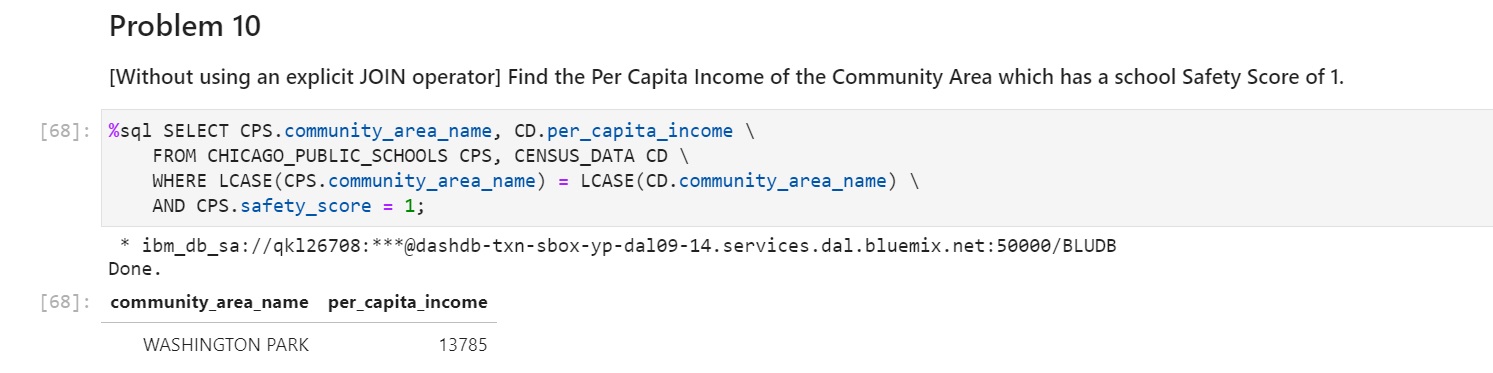 Problem 10
[Without using an explicit JOIN operator] Find the Per Capita Income of the Community Area which has a school Safety Score of 1.
[68]: %sql SELECT CPS.community_area_name, CD.per_capita_income \
FROM CHICAGO_PUBLIC_SCHOOLS CPS, CENSUS_DATA CD \
WHERE LCASE(CPS.community_area_name) = LCASE(CD.community_area_name) \
AND CPS.safety_score = 1;
* ibm_db_sa://qkl26708:***@dashdb-txn-sbox-yp-dal09-14.services.dal.bluemix.net:50000/BLUDB
Done.
[68]: community_area_name per_capita_income
WASHINGTON PARK 13785